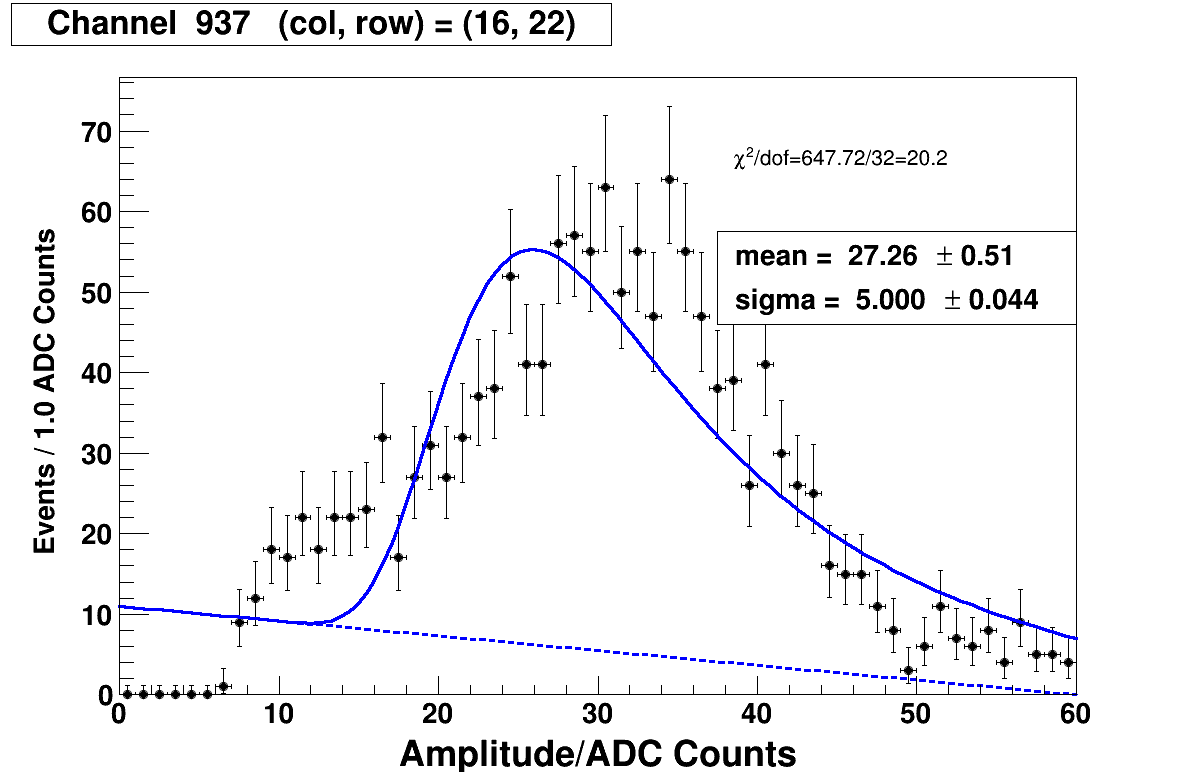 Channel 937 (col, row) = (16, 22)
70
60
50
40
30
20
10
0
Events / 1.0 ADC Counts
χ²/dof=647.72/32=20.2
mean = 27.26 ± 0.51
sigma = 5.000 ± 0.044
0 10 20 30 40 50 60
Amplitude/ADC Counts